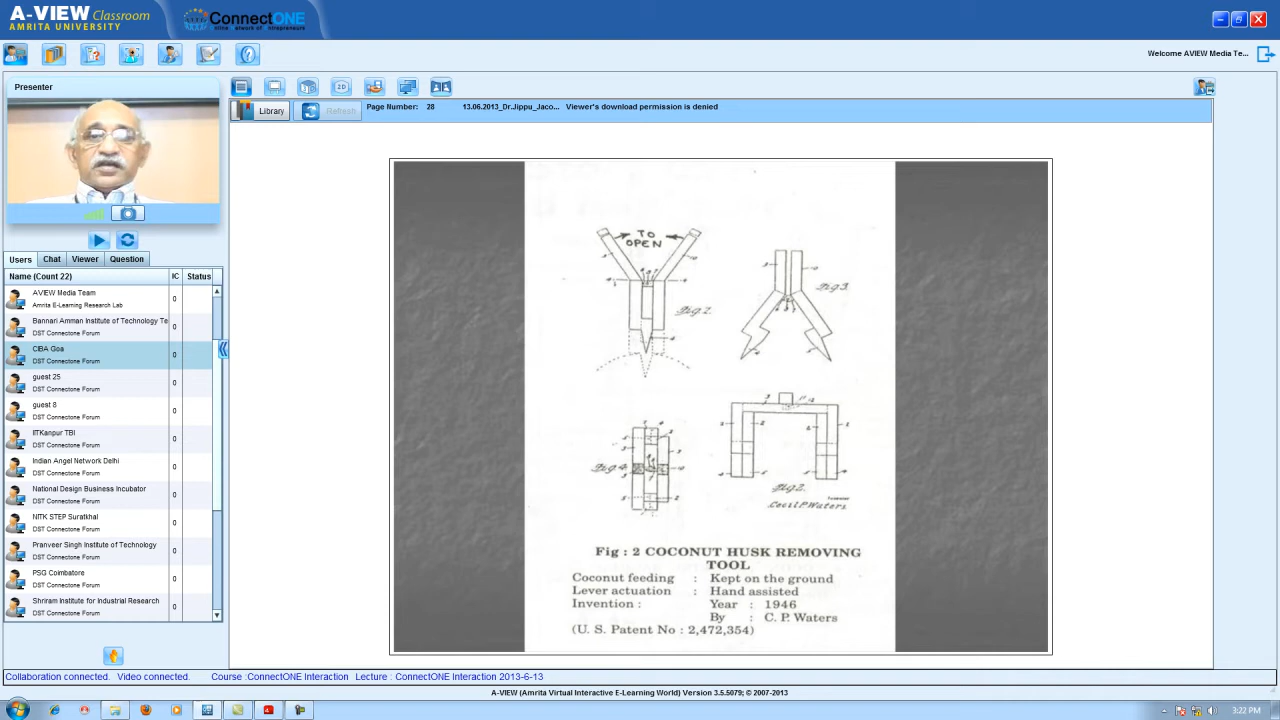 A-VIEW Classroom
AMRITA UNIVERSITY
ConnectONE
Welcome AVIEW Media Te...
Presenter
Library
Refresh
Page Number: 28 13.06.2013_Dr.Jippu_Jaco... Viewer's download permission is denied
Users Chat Viewer Question
Name (Count 22) IC Status
AVIEW Media Team
Amrita E-Learning Research Lab
0
Bannari Amman Institute of Technology Te
DST Connectone Forum
0
CIBA Goa
DST Connectone Forum
0
guest 25
DST Connectone Forum
0
guest 8
DST Connectone Forum
0
IITKanpur TBI
DST Connectone Forum
0
Indian Angel Network Delhi
DST Connectone Forum
0
National Design Business Incubator
DST Connectone Forum
0
NITK STEP Suratkhal
DST Connectone Forum
0
Pranveer Singh Institute of Technology
DST Connectone Forum
0
PSG Coimbatore
DST Connectone Forum
0
Shriram Institute for Industrial Research
DST Connectone Forum
0
TO
OPEN
Fig. 3.
Fig. 4.
Fig. 2.
Cecil P. Waters
Fig : 2 COCONUT HUSK REMOVING
TOOL
Coconut feeding : Kept on the ground
Lever actuation : Hand assisted
Invention : Year : 1946
By : C. P. Waters
(U. S. Patent No : 2,472,354)
Collaboration connected. Video connected. Course :ConnectONE Interaction Lecture : ConnectONE Interaction 2013-6-13
A-VIEW (Amrita Virtual Interactive E-Learning World) Version 3.5.5079; © 2007-2013
3:22 PM